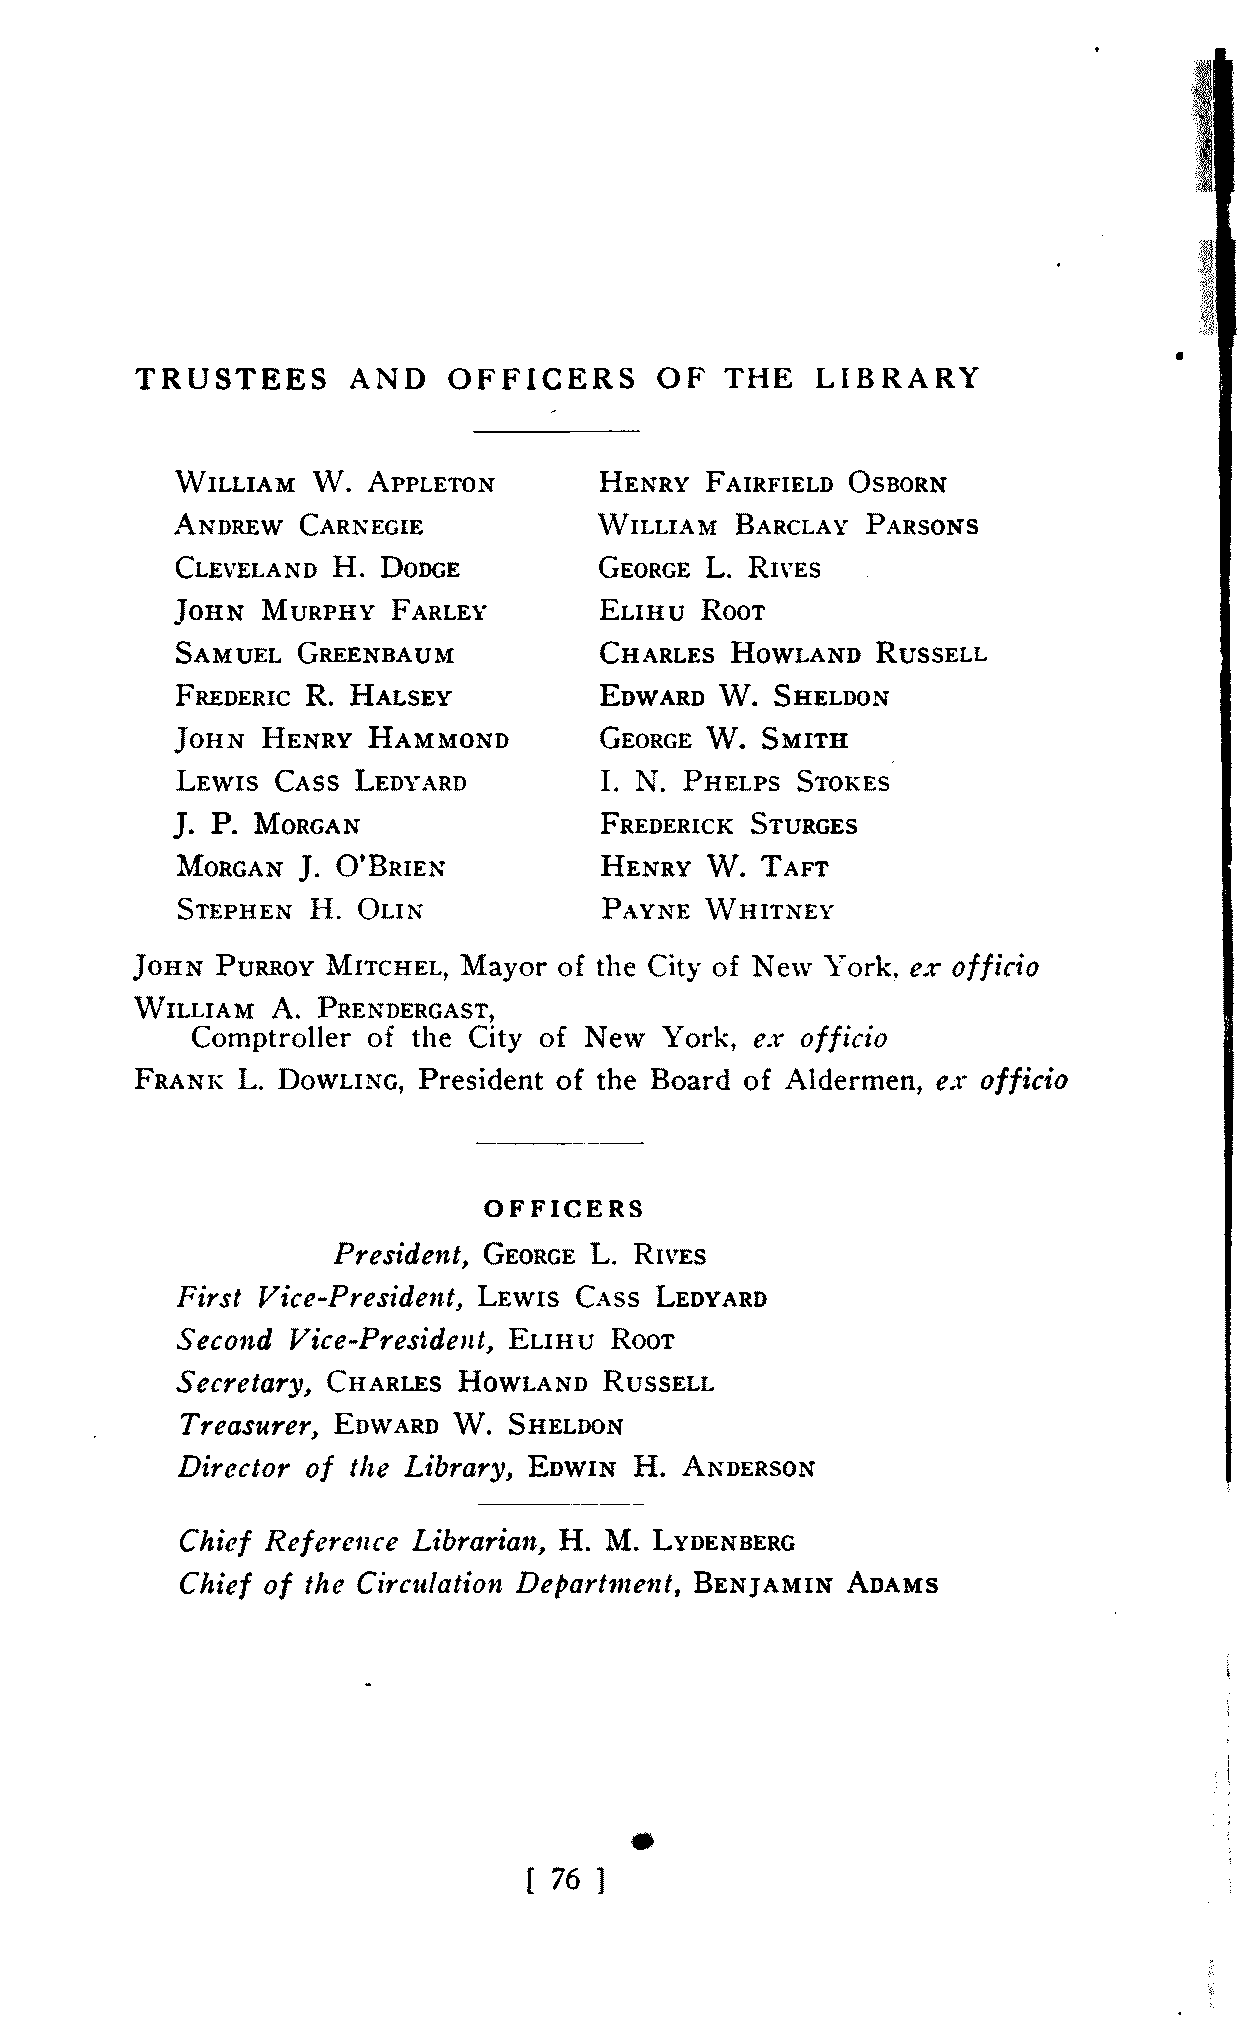 TRUSTEES AND OFFICERS OF THE LIBRARY
WILLIAM W. APPLETON
ANDREW CARNEGIE
CLEVELAND H. DODGE
JOHN MURPHY FARLEY
SAMUEL GREENBAUM
FREDERIC R. HALSEY
JOHN HENRY HAMMOND
LEWIS CASS LEDYARD
J. P. MORGAN
MORGAN J. O'BRIEN
STEPHEN H. OLIN
HENRY FAIRFIELD OSBORN
WILLIAM BARCLAY PARSONS
GEORGE L. RIVES
ELIHU ROOT
CHARLES HOWLAND RUSSELL
EDWARD W. SHELDON
GEORGE W. SMITH
I. N. PHELPS STOKES
FREDERICK STURGES
HENRY W. TAFT
PAYNE WHITNEY
JOHN PURROY MITCHEL, Mayor of the City of New York, ex officio
WILLIAM A. PRENDERGAST,
Comptroller of the City of New York, ex officio
FRANK L. DOWLING, President of the Board of Aldermen, ex officio
OFFICERS
President, GEORGE L. RIVES
First Vice-President, LEWIS CASS LEDYARD
Second Vice-President, ELIHU ROOT
Secretary, CHARLES HOWLAND RUSSELL
Treasurer, EDWARD W. SHELDON
Director of the Library, EDWIN H. ANDERSON
Chief Reference Librarian, H. M. LYDENBERG
Chief of the Circulation Department, BENJAMIN ADAMS
[ 76 ]